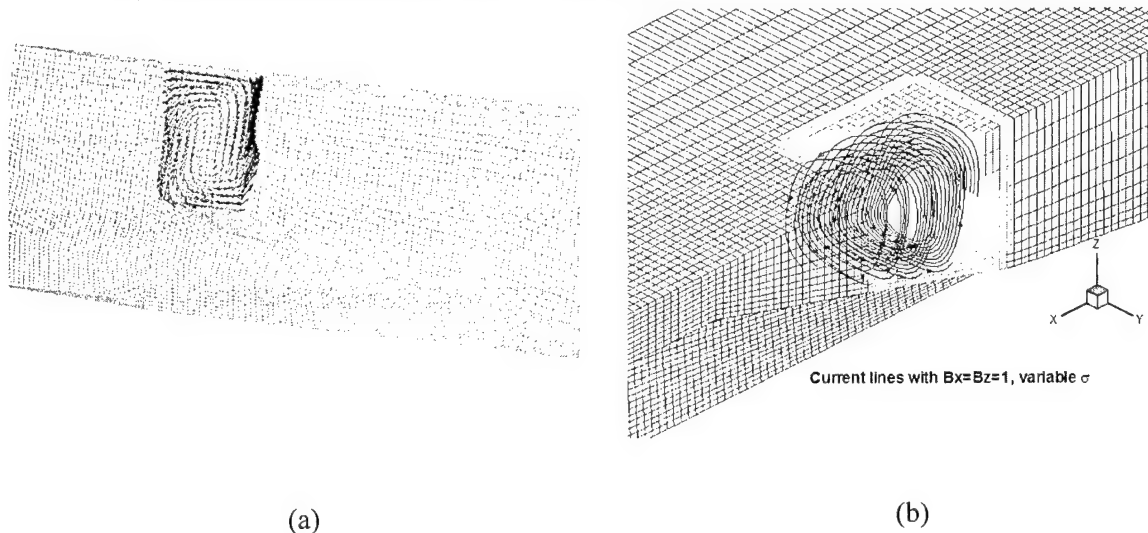 Z
X
Y
Current lines with Bx=Bz=1, variable σ
(a)
(b)